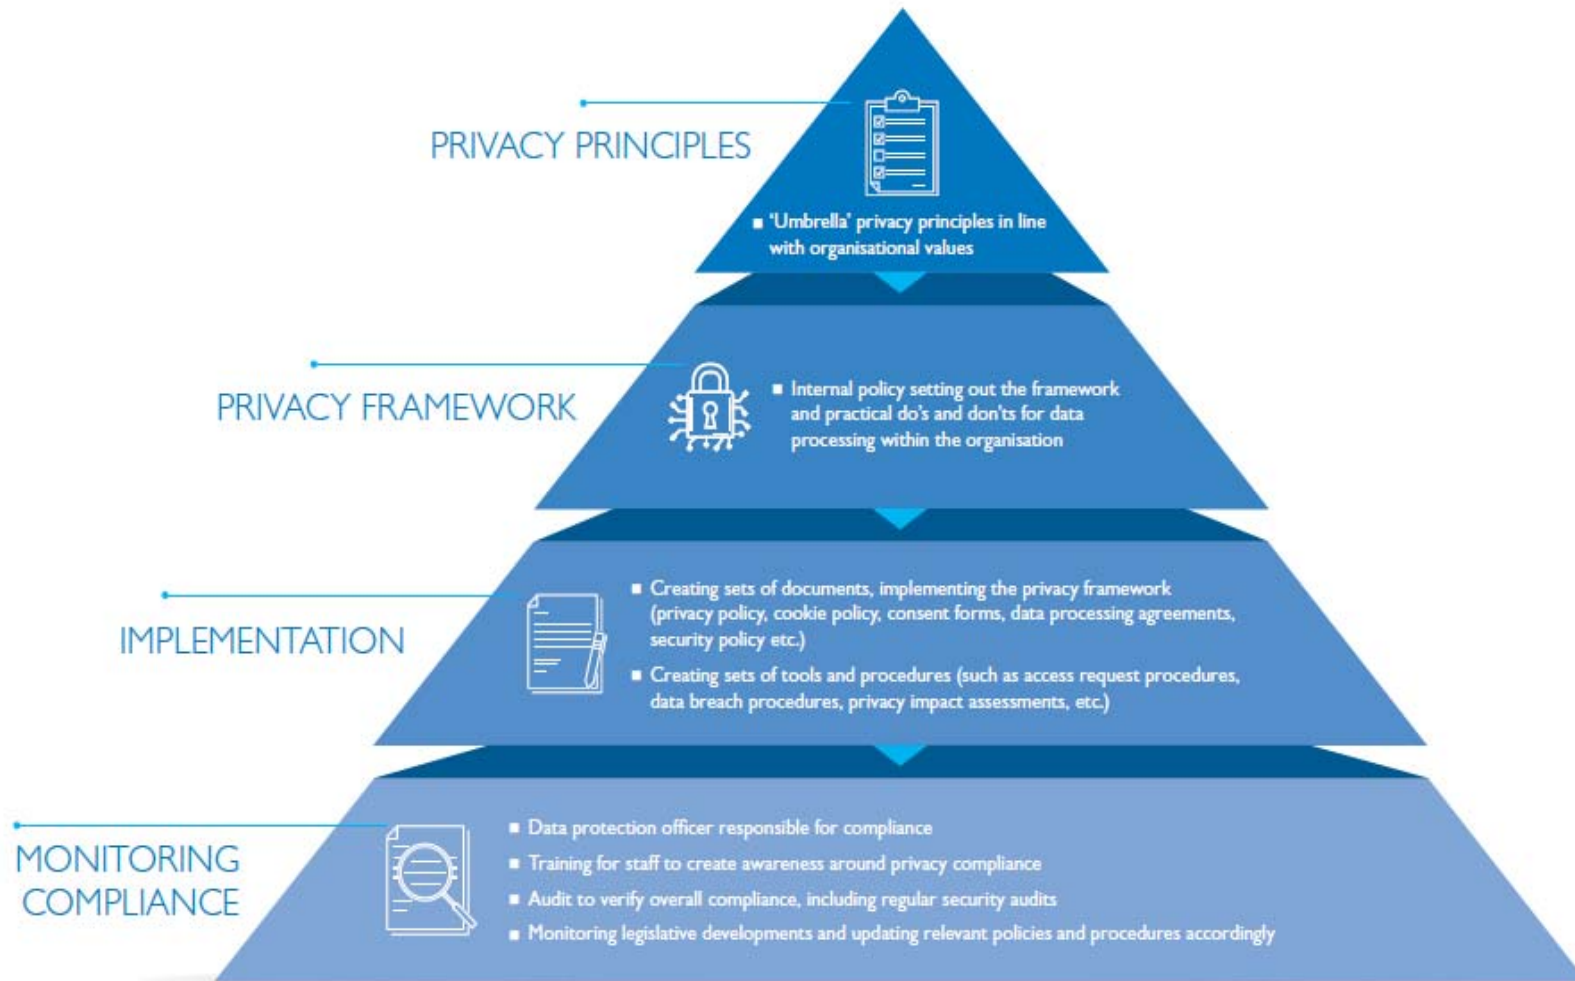 PRIVACY PRINCIPLES
▪ 'Umbrella' privacy principles in line
with organisational values
PRIVACY FRAMEWORK
▪ Internal policy setting out the framework
and practical do's and don'ts for data
processing within the organisation
IMPLEMENTATION
▪ Creating sets of documents, implementing the privacy framework
(privacy policy, cookie policy, consent forms, data processing agreements,
security policy etc.)
▪ Creating sets of tools and procedures (such as access request procedures,
data breach procedures, privacy impact assessments, etc.)
MONITORING
COMPLIANCE
▪ Data protection officer responsible for compliance
▪ Training for staff to create awareness around privacy compliance
▪ Audit to verify overall compliance, including regular security audits
▪ Monitoring legislative developments and updating relevant policies and procedures accordingly